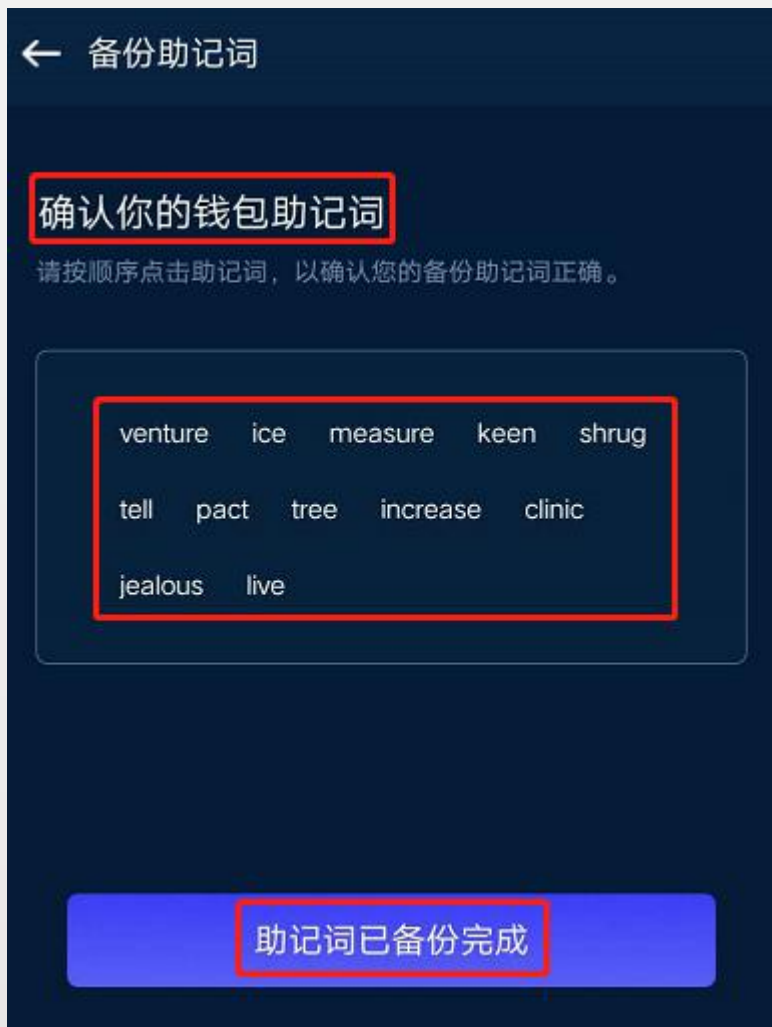 备份助记词
确认你的钱包助记词
请按顺序点击助记词，以确认您的备份助记词正确。
venture ice measure keen shrug
tell pact tree increase clinic
jealous live
助记词已备份完成